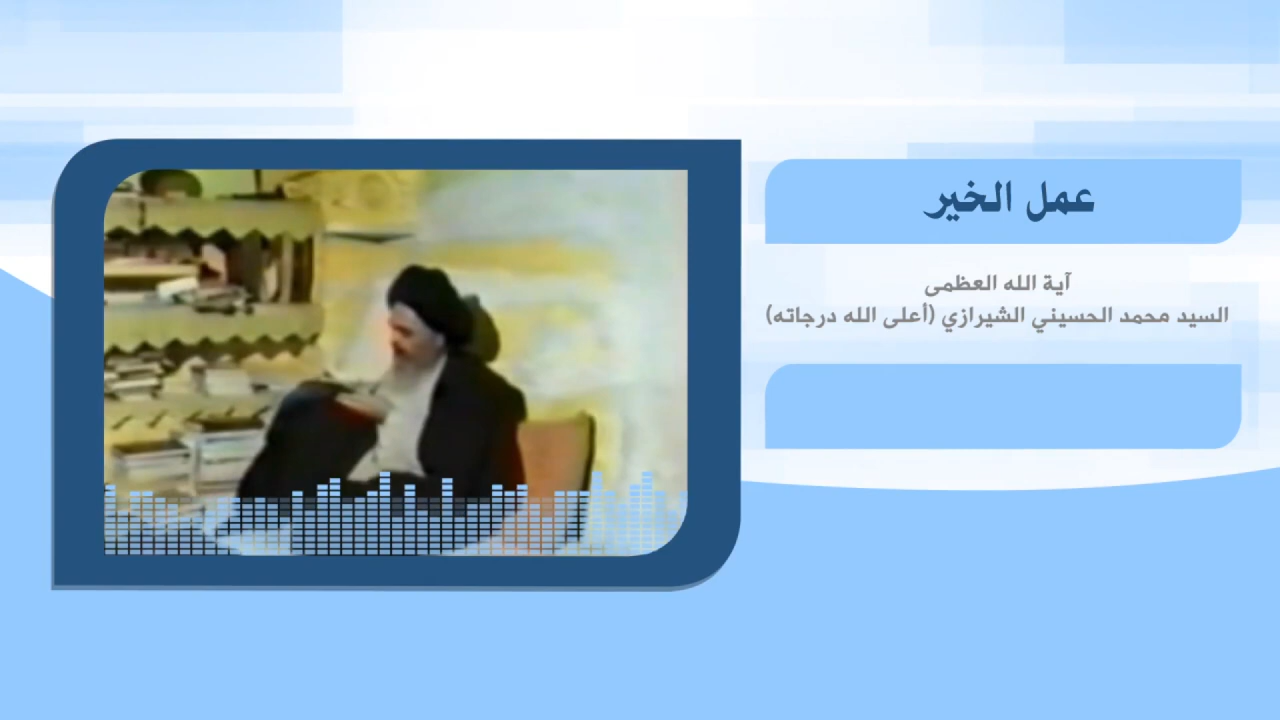 عمل الخير
آية الله العظمى
السيد محمد الحسيني الشيرازي (أعلى الله درجاته)